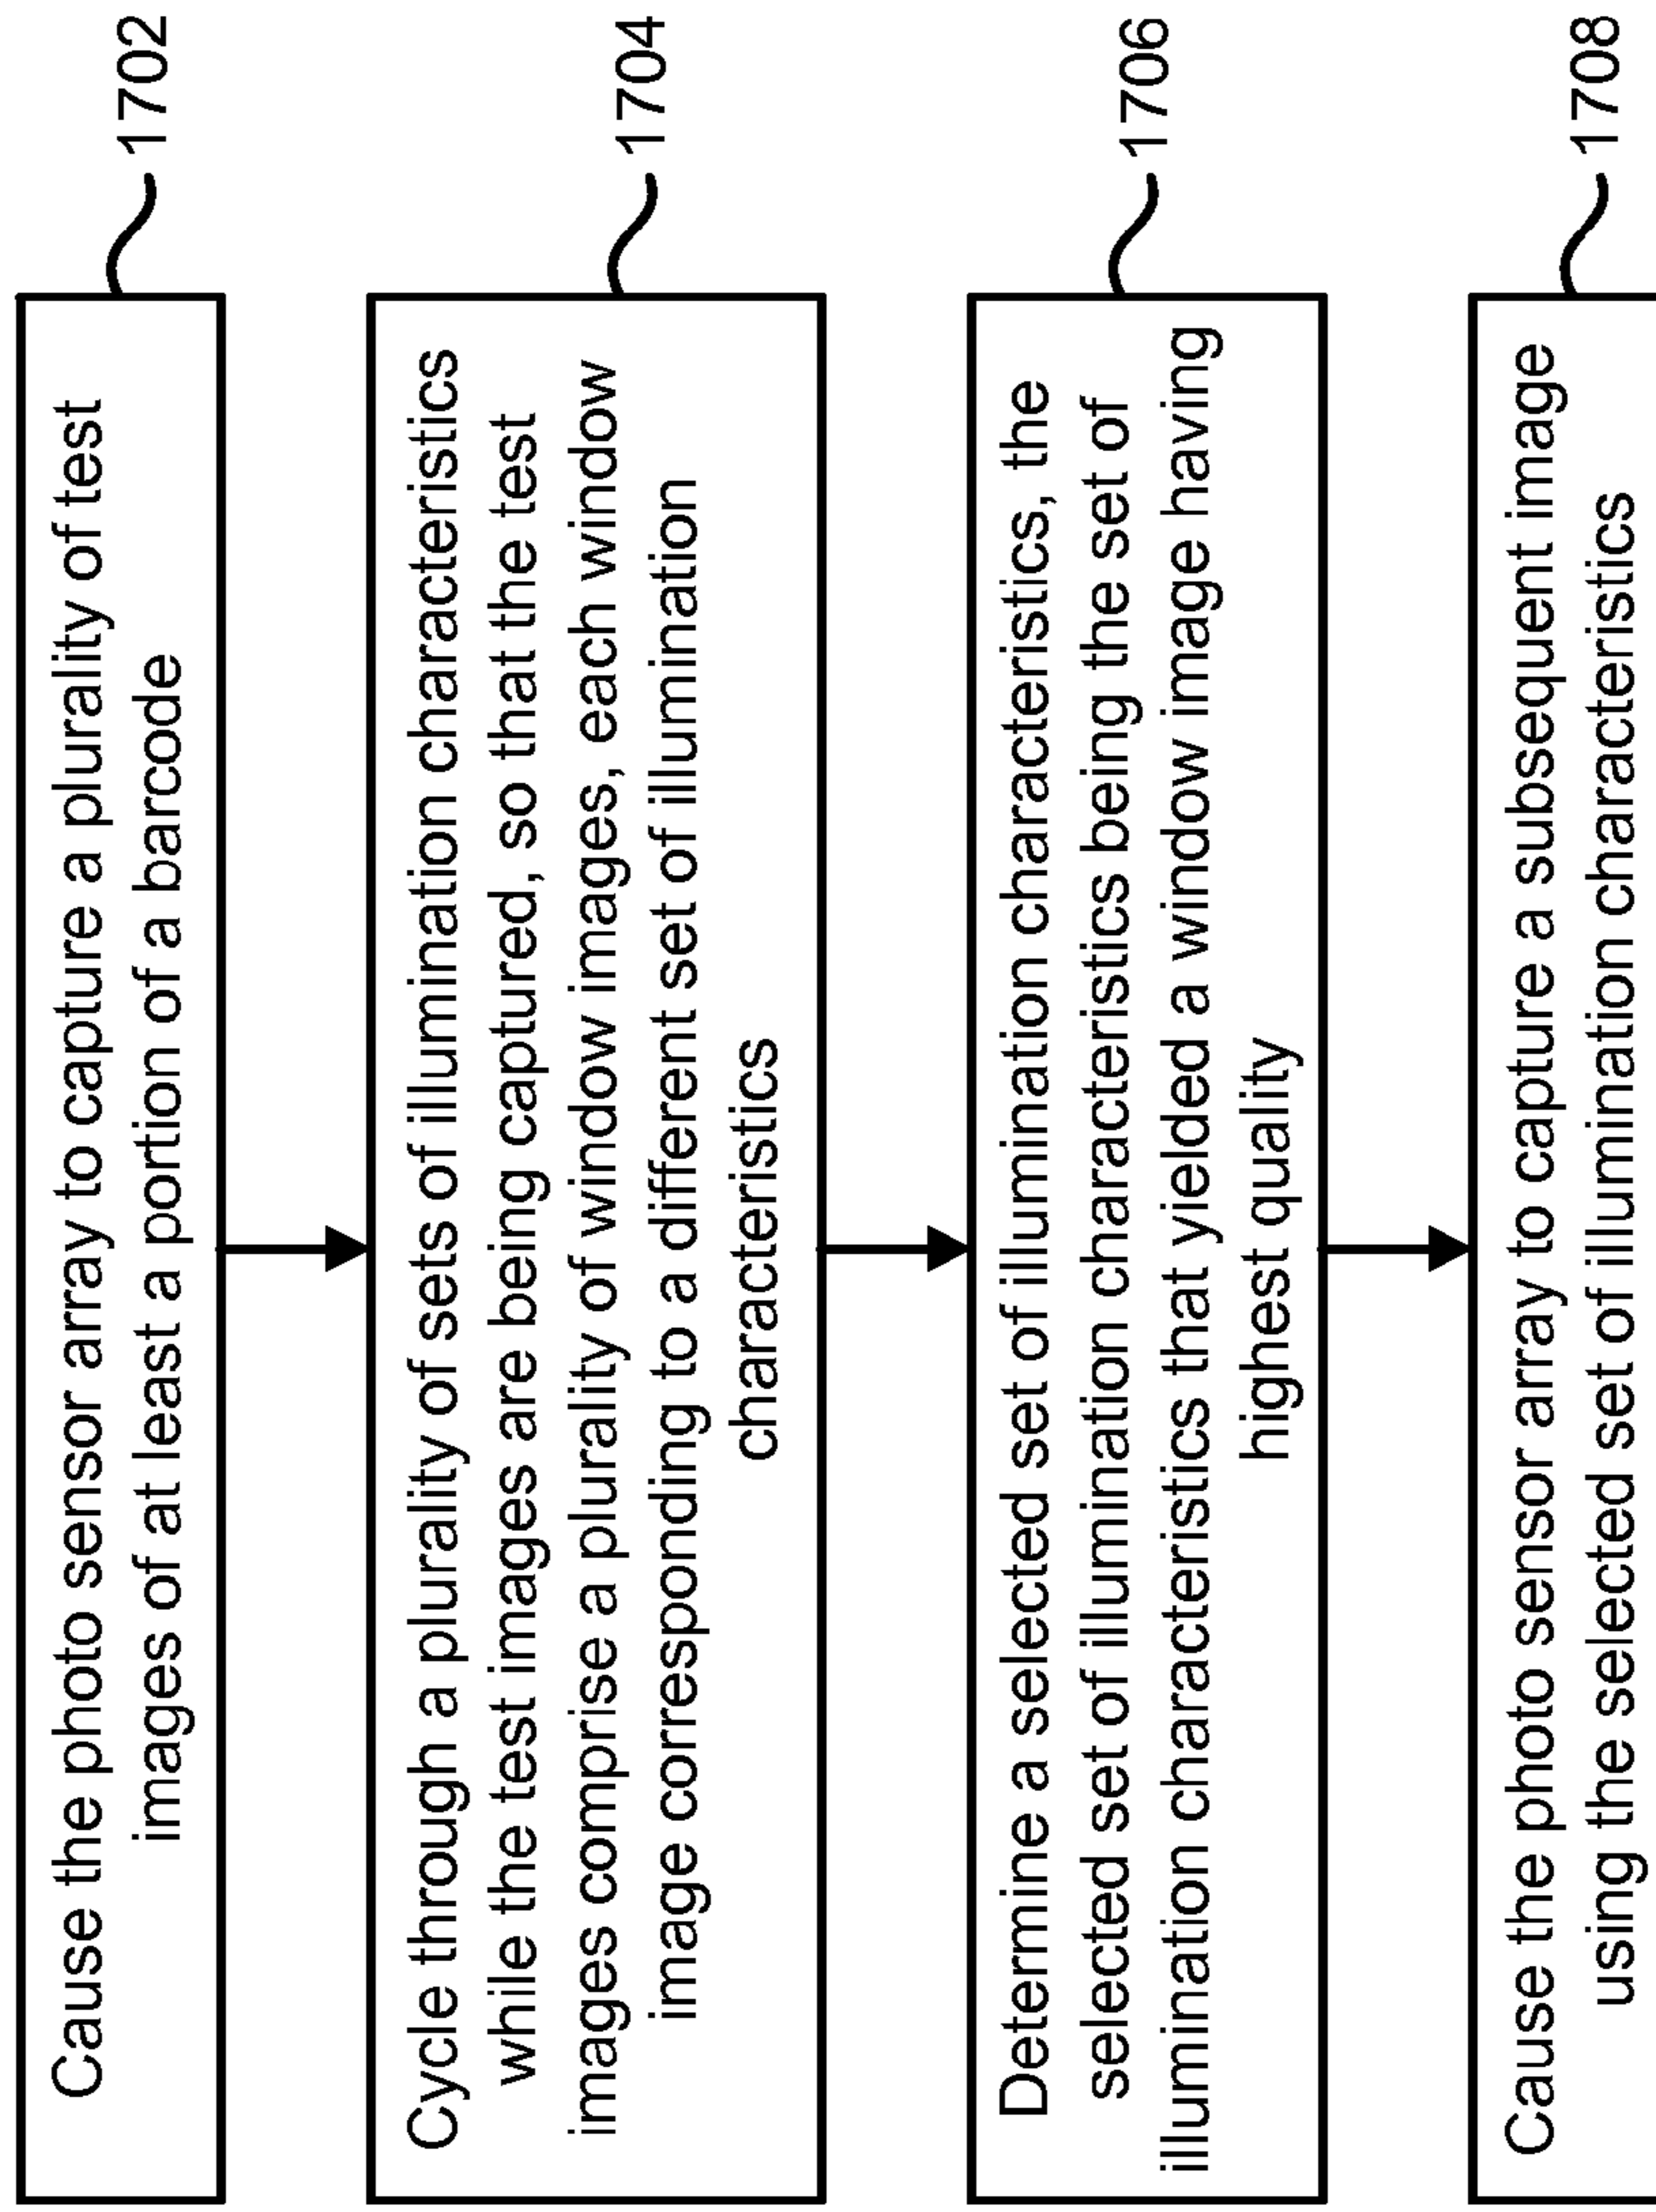 Cause the photo sensor array to capture a plurality of test
images of at least a portion of a barcode
1702
Cycle through a plurality of sets of illumination characteristics
while the test images are being captured, so that the test
images comprise a plurality of window images, each window
image corresponding to a different set of illumination
characteristics
1704
Determine a selected set of illumination characteristics, the
selected set of illumination characteristics being the set of
illumination characteristics that yielded a window image having
highest quality
1706
Cause the photo sensor array to capture a subsequent image
using the selected set of illumination characteristics
1708